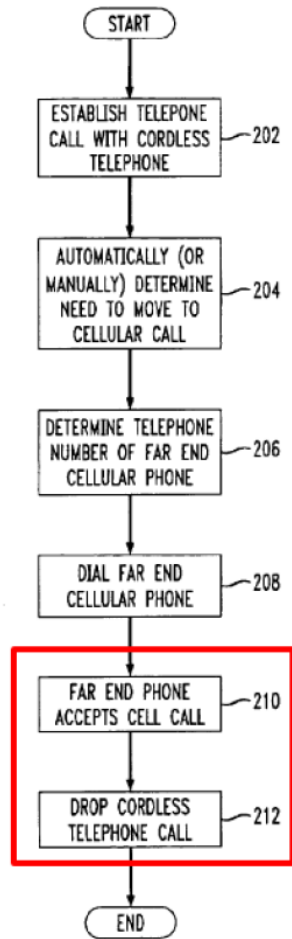 START
ESTABLISH TELEPONE
CALL WITH CORDLESS
TELEPHONE
202
AUTOMATICALLY (OR
MANUALLY) DETERMINE
NEED TO MOVE TO
CELLULAR CALL
204
DETERMINE TELEPHONE
NUMBER OF FAR END
CELLULAR PHONE
206
DIAL FAR END
CELLULAR PHONE
208
FAR END PHONE
ACCEPTS CELL CALL
210
DROP CORDLESS
TELEPHONE CALL
212
END